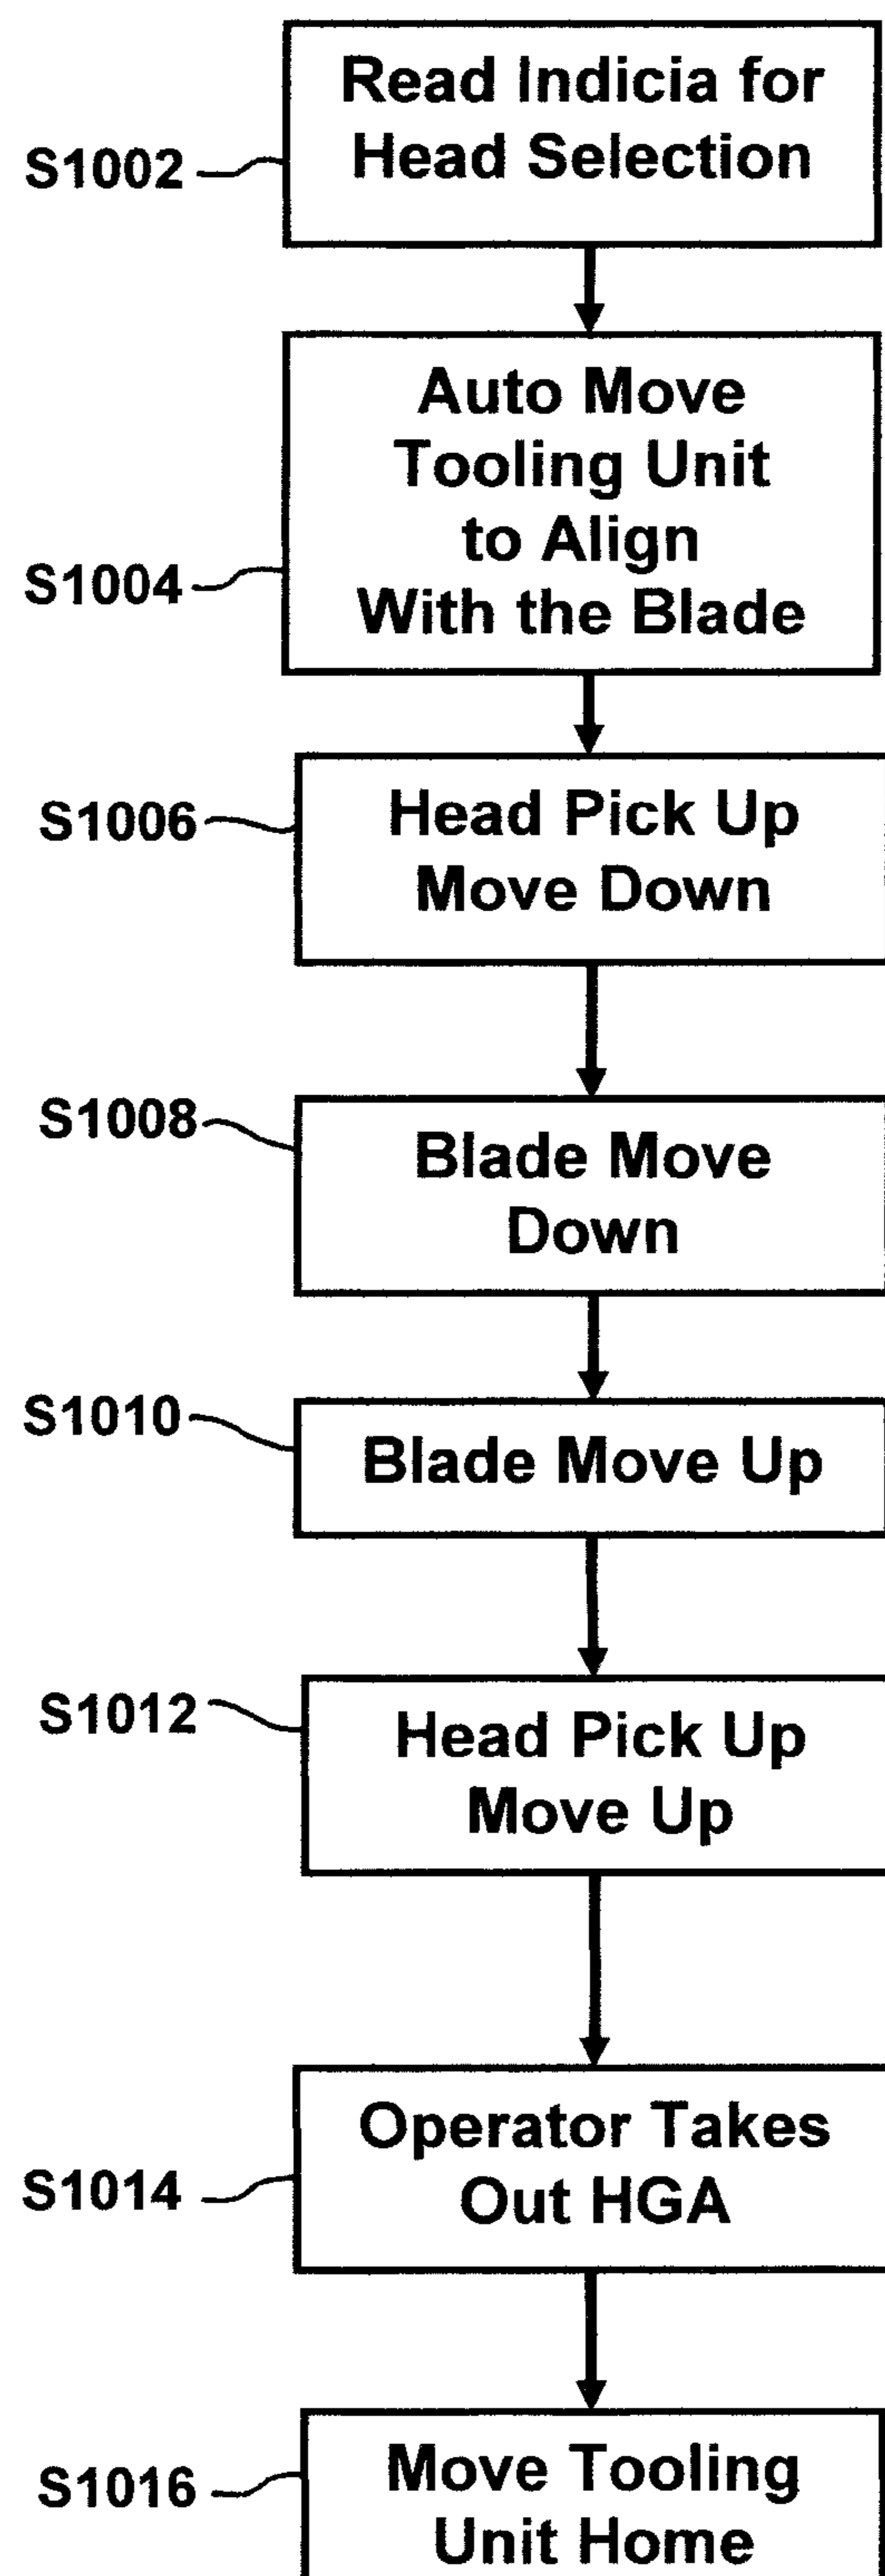 Read Indicia for
Head Selection
S1002
Auto Move
Tooling Unit
to Align
With the Blade
S1004
Head Pick Up
Move Down
S1006
Blade Move
Down
S1008
Blade Move Up
S1010
Head Pick Up
Move Up
S1012
Operator Takes
Out HGA
S1014
Move Tooling
Unit Home
S1016